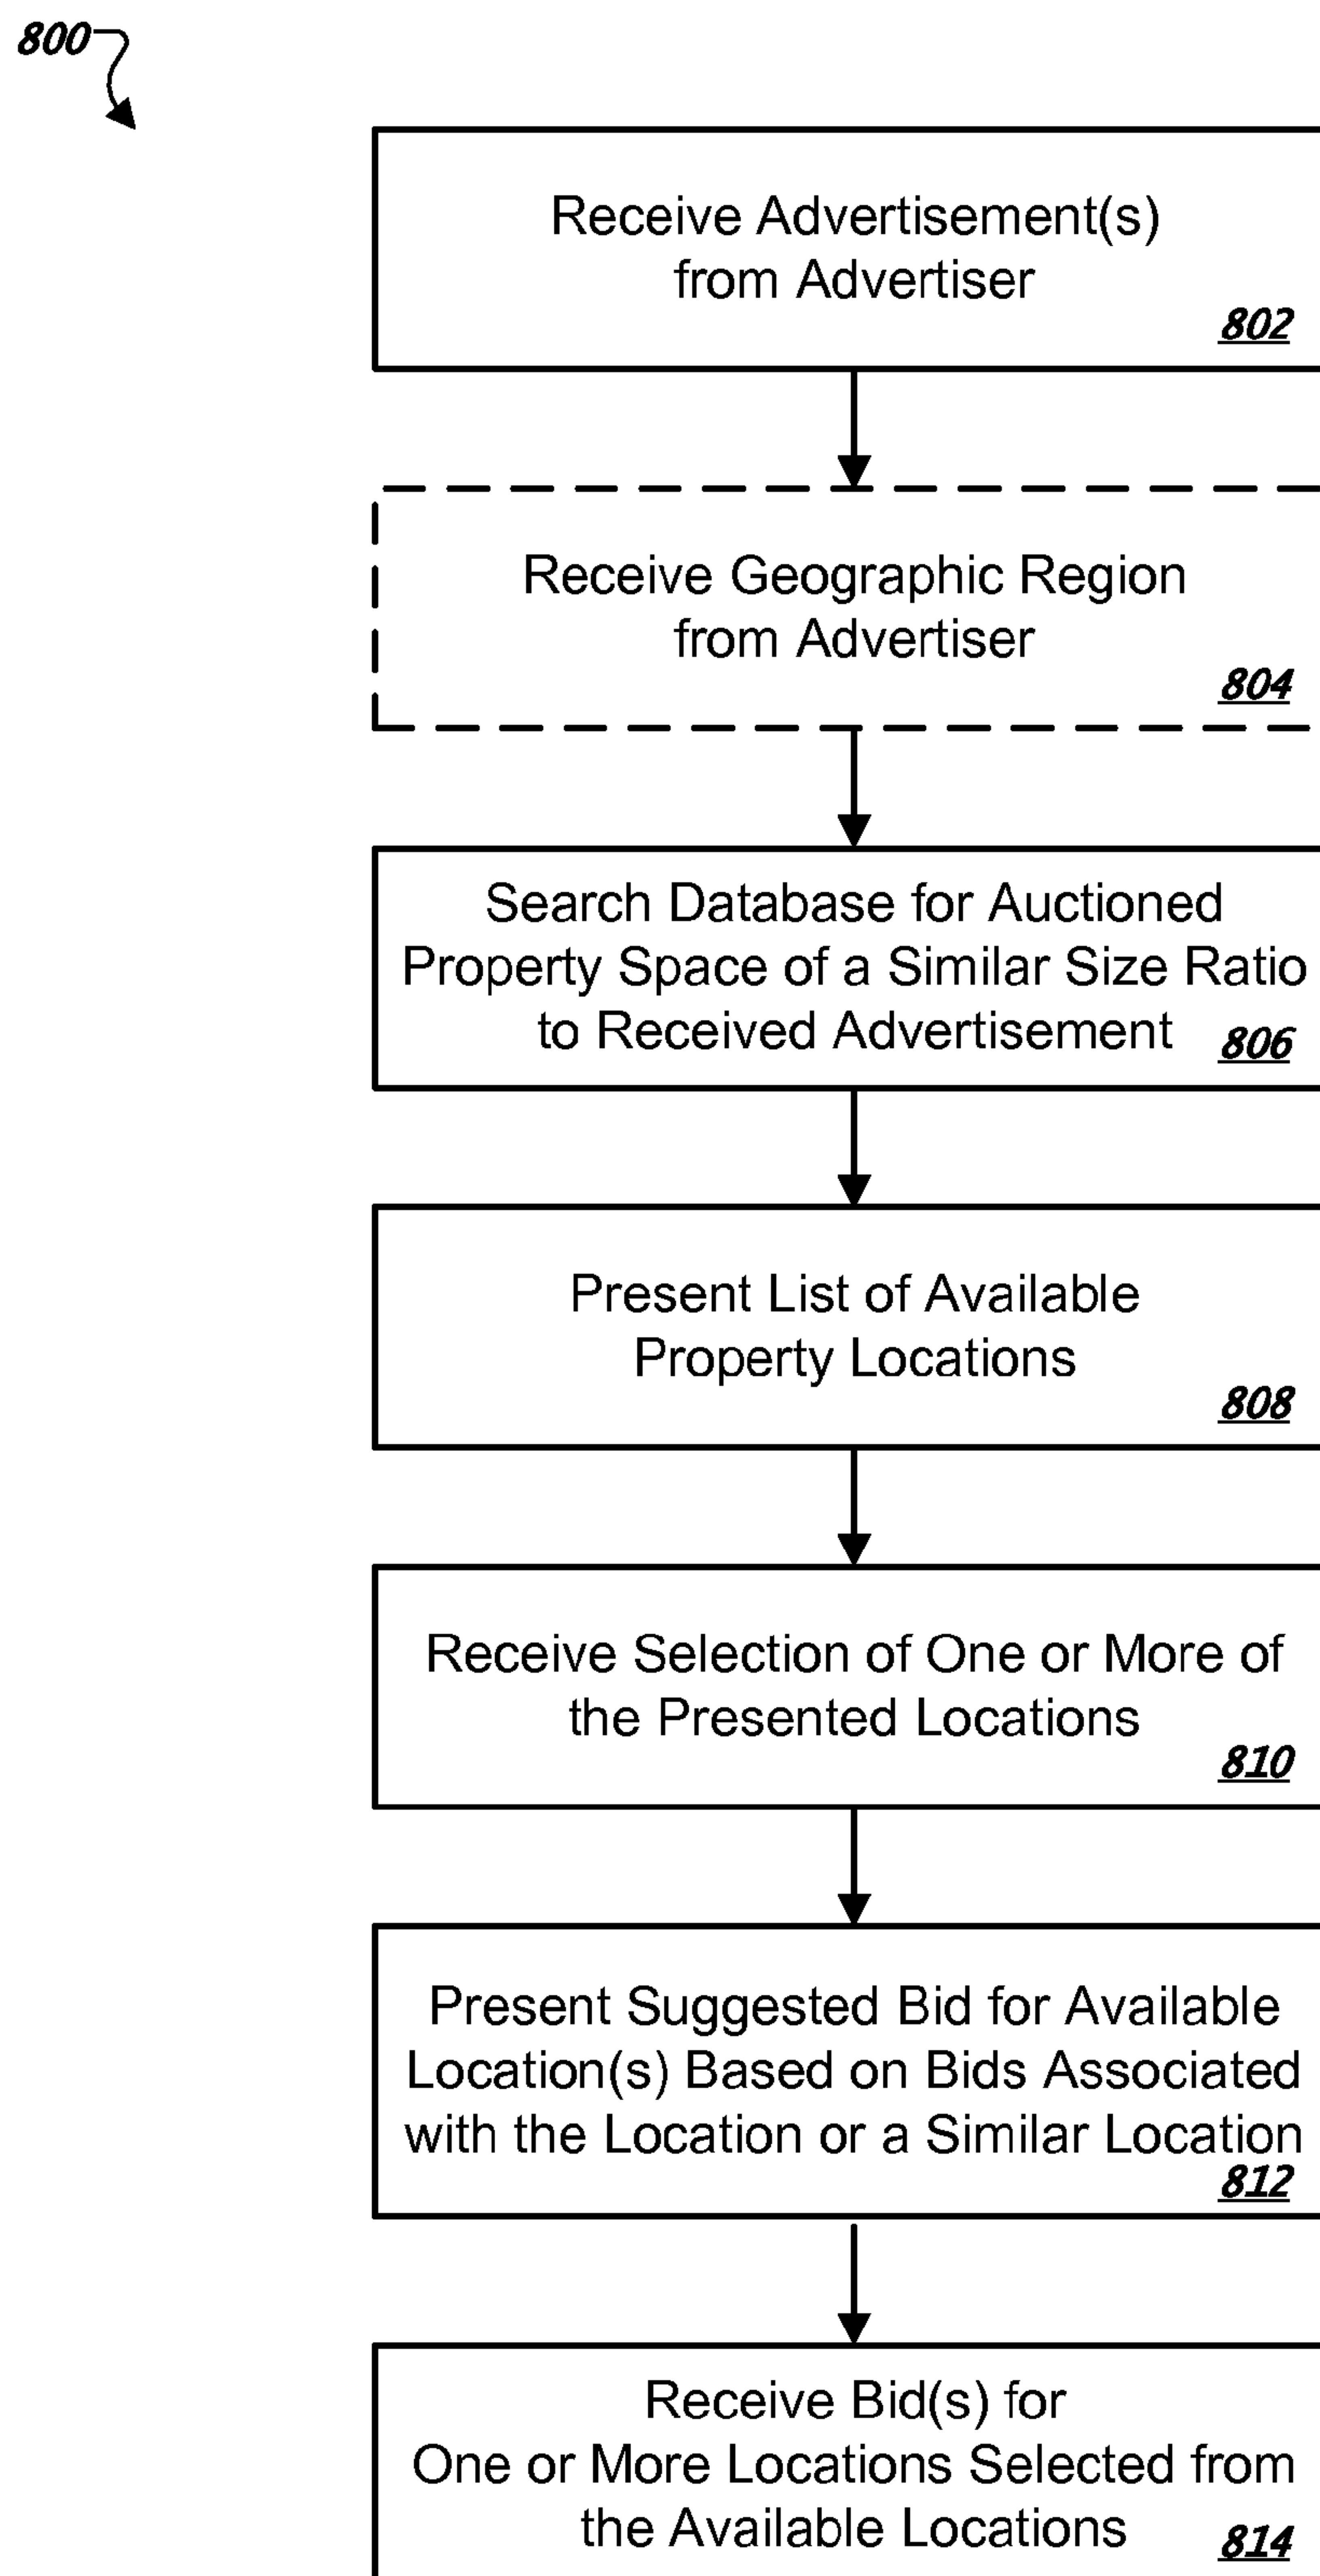 800
Receive Advertisement(s)
from Advertiser
802
Receive Geographic Region
from Advertiser
804
Search Database for Auctioned
Property Space of a Similar Size Ratio
to Received Advertisement 806
Present List of Available
Property Locations
808
Receive Selection of One or More of
the Presented Locations
810
Present Suggested Bid for Available
Location(s) Based on Bids Associated
with the Location or a Similar Location
812
Receive Bid(s) for
One or More Locations Selected from
the Available Locations 814